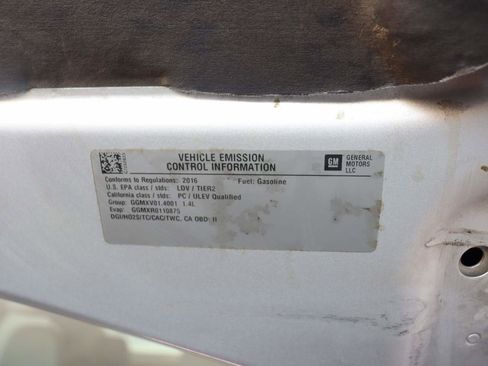 VEHICLE EMISSION
CONTROL INFORMATION
GM
GENERAL
MOTORS
LLC
Conforms to Regulations: 2016 Fuel: Gasoline
U.S. EPA class / stds: LDV / TIER2
California class / stds: PC / ULEV Qualified
Group: GGMXV01.4001 1.4L
Evap: GGMXR0110875
DGI/HO2S/TC/CAC/TWC, CA OBD: II